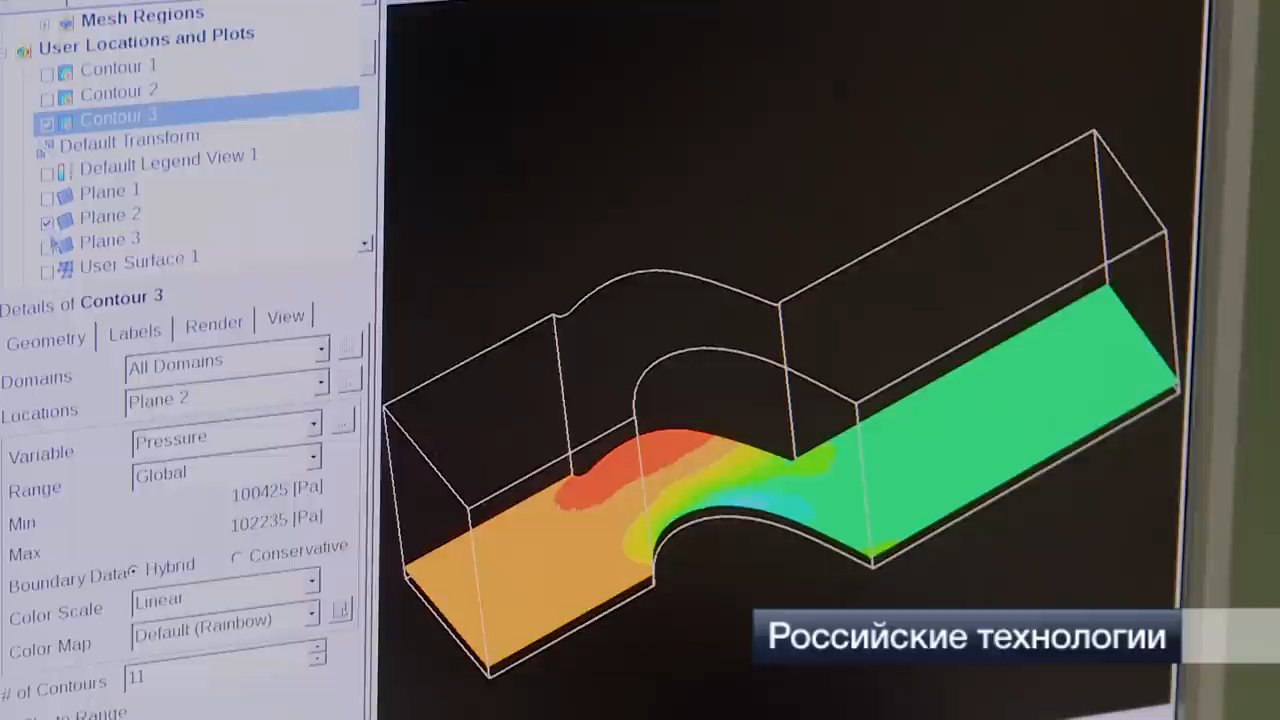 Mesh Regions
User Locations and Plots
Contour 1
Contour 2
Contour 3
Default Transform
Default Legend View 1
Plane 1
Plane 2
Plane 3
User Surface 1
Details of Contour 3
Geometry Labels Render View
Domains All Domains
Locations Plane 2
Variable Pressure
Range Global
Min 100425 [Pa]
Max 102235 [Pa]
Boundary Data Hybrid Conservative
Color Scale Linear
Color Map Default (Rainbow)
# of Contours 11
Range
Российские технологии